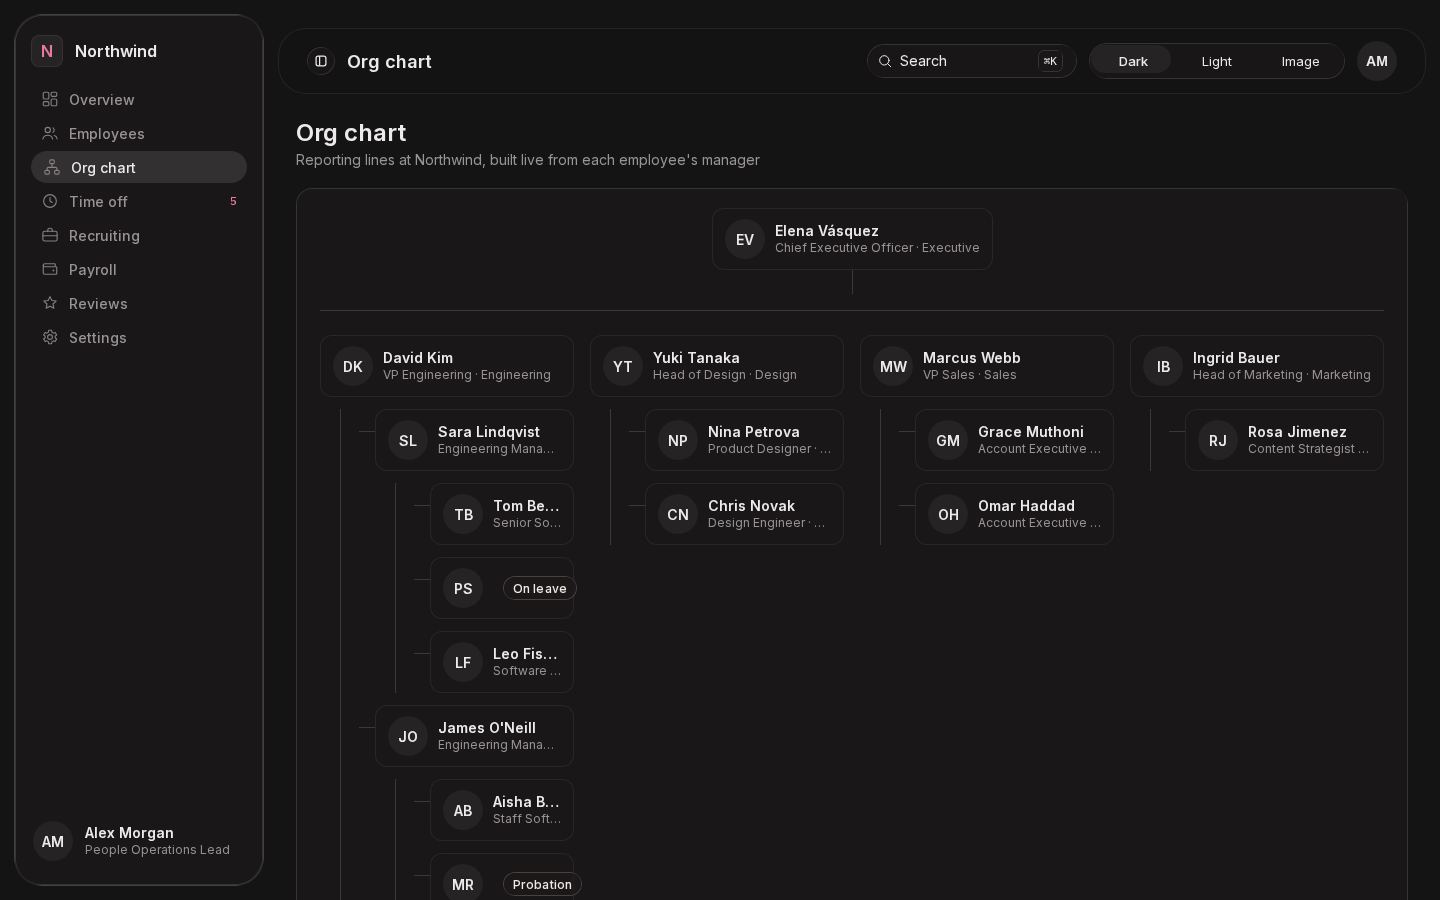 N Northwind
Overview
Employees
Org chart
Time off 5
Recruiting
Payroll
Reviews
Settings
AM Alex Morgan
People Operations Lead
Org chart
Search ⌘K
Dark Light Image
AM
Org chart
Reporting lines at Northwind, built live from each employee's manager
EV Elena Vásquez
Chief Executive Officer · Executive
DK David Kim
VP Engineering · Engineering
SL Sara Lindqvist
Engineering Mana…
TB Tom Be…
Senior So…
PS On leave
LF Leo Fis…
Software …
JO James O'Neill
Engineering Mana…
AB Aisha B…
Staff Soft…
MR Probation
YT Yuki Tanaka
Head of Design · Design
NP Nina Petrova
Product Designer · …
CN Chris Novak
Design Engineer · …
MW Marcus Webb
VP Sales · Sales
GM Grace Muthoni
Account Executive …
OH Omar Haddad
Account Executive …
IB Ingrid Bauer
Head of Marketing · Marketing
RJ Rosa Jimenez
Content Strategist …